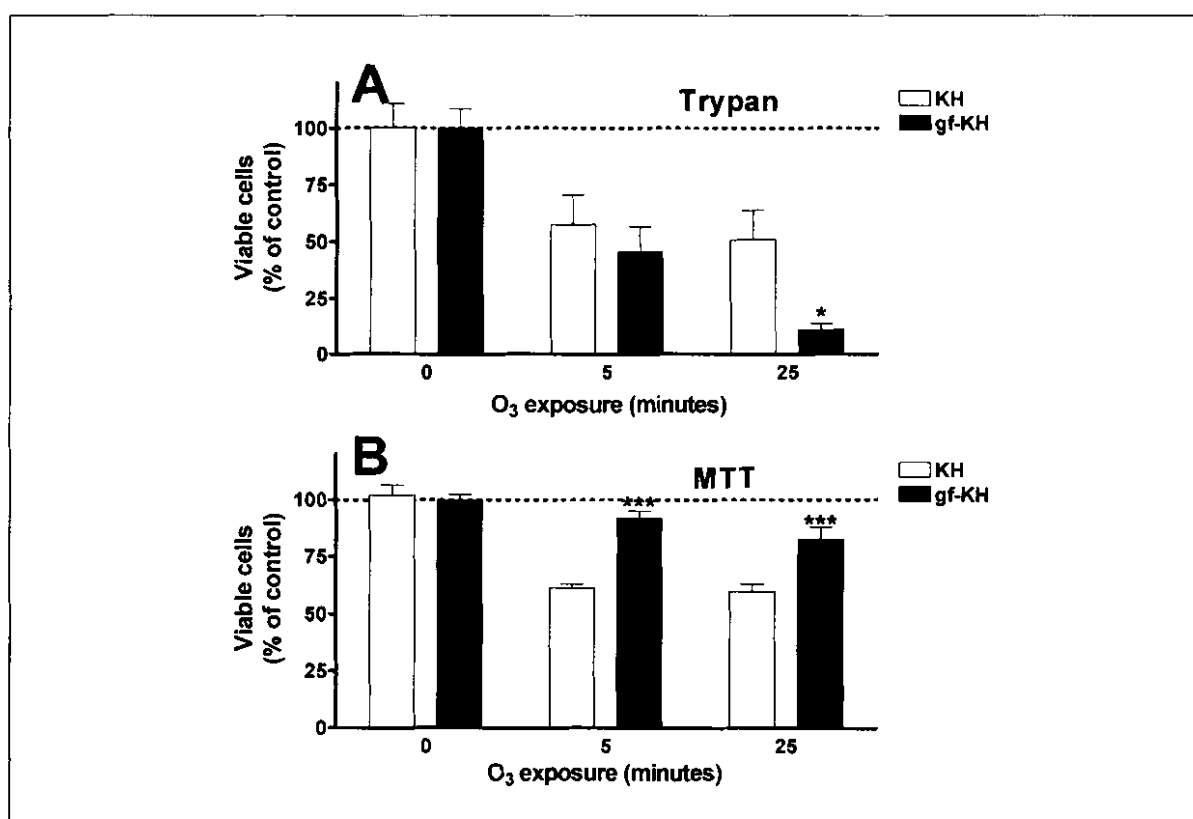 A
Trypan
KH
gf-KH
Viable cells
(% of control)
100
75
50
25
0
*
0 5 25
O₃ exposure (minutes)
B
MTT
KH
gf-KH
Viable cells
(% of control)
100
75
50
25
0
***
***
0 5 25
O₃ exposure (minutes)